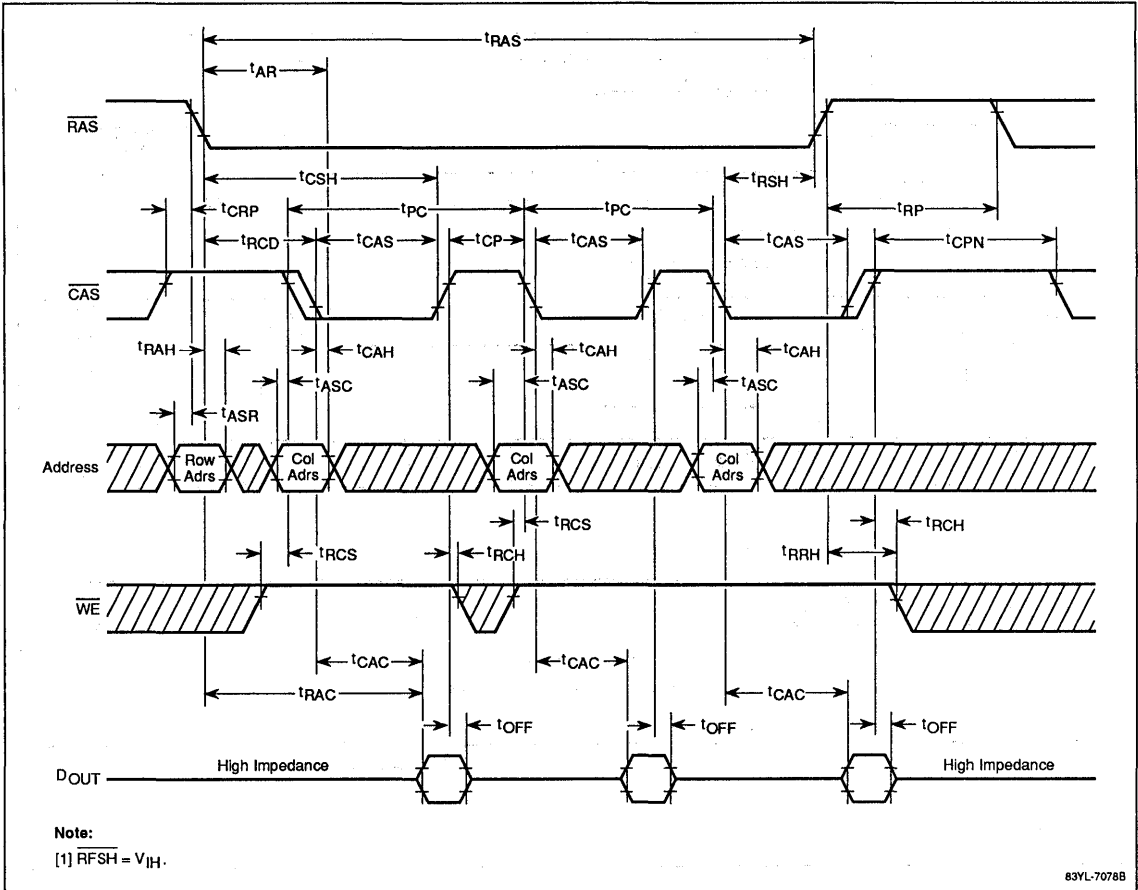 tRAS
tAR
RAS
tCSH
tRSH
tCRP
tPC
tPC
tRP
tRCD
tCAS
tCP
tCAS
tCAS
tCPN
CAS
tRAH
tCAH
tCAH
tCAH
tASC
tASC
tASC
tASR
Address
Row Adrs
Col Adrs
Col Adrs
Col Adrs
tRCS
tRCH
tRCS
tRRH
tRCH
WE
tCAC
tCAC
tCAC
tRAC
tOFF
tOFF
tOFF
DOUT
High Impedance
High Impedance
Note:
[1] RFSH = VIH.
83YL-7078B